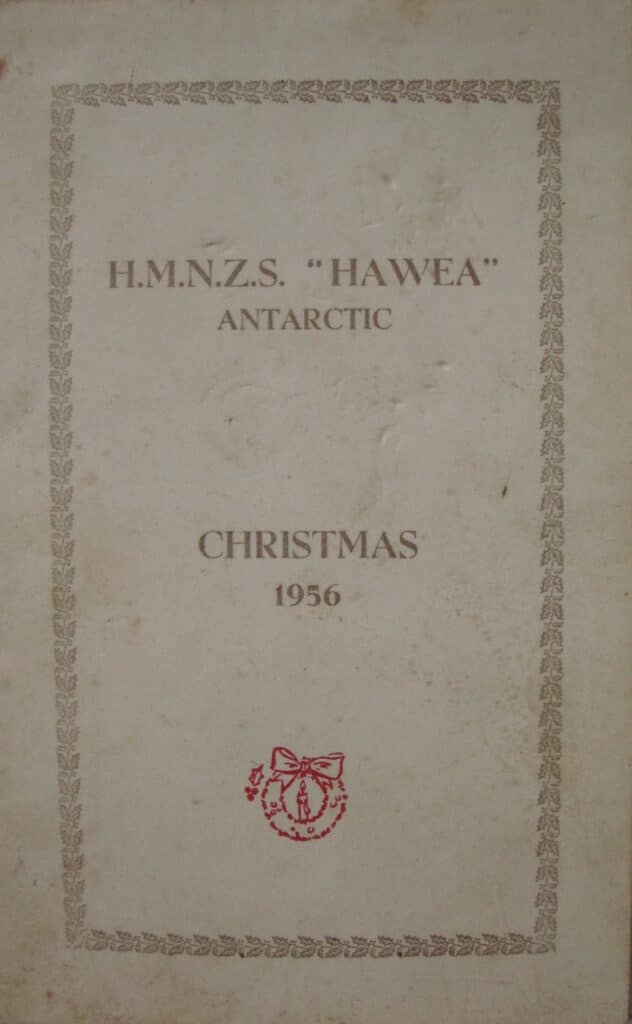 H.M.N.Z.S. "HAWEA"
ANTARCTIC
CHRISTMAS
1956